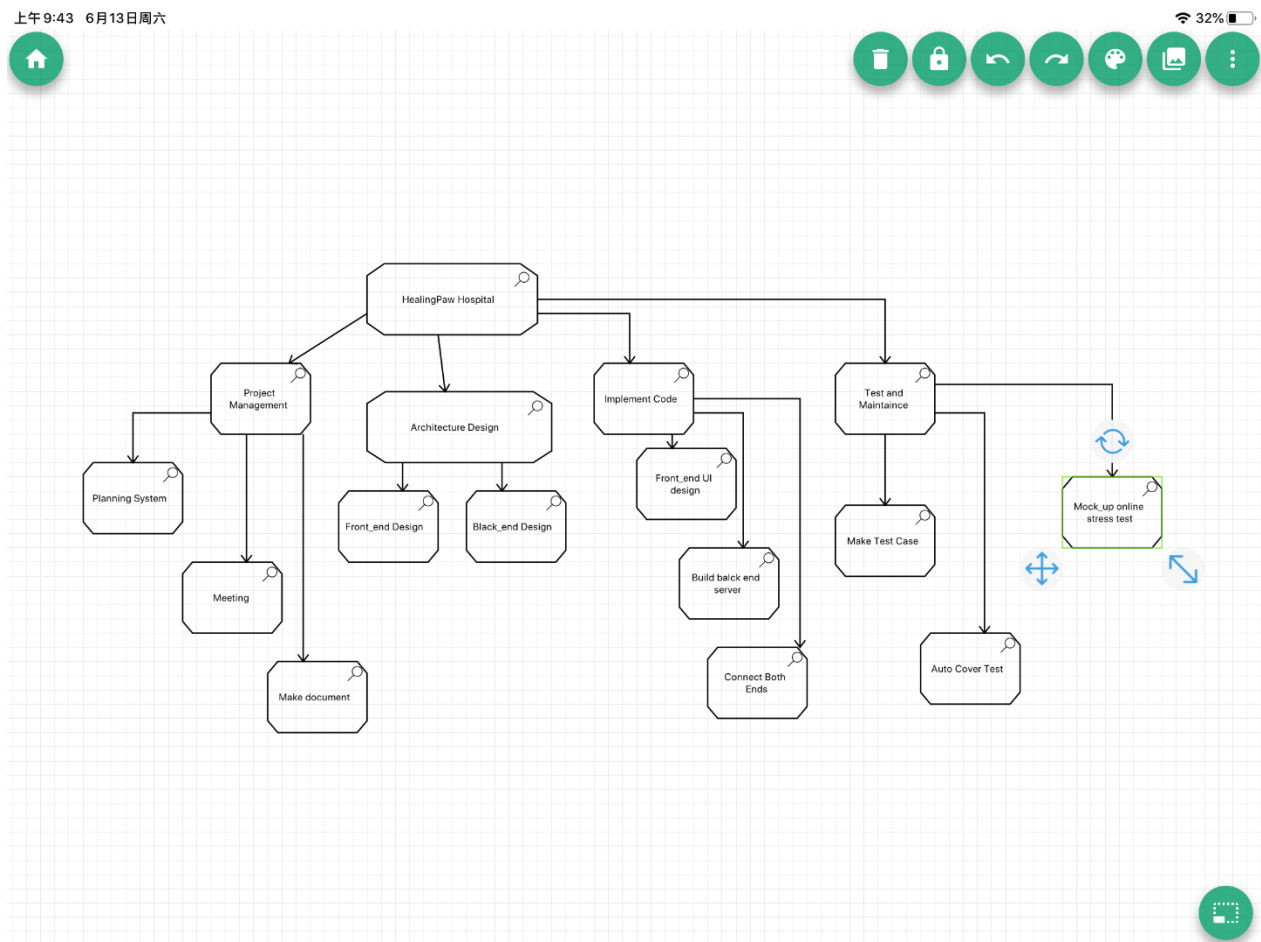 上午9:43 6月13日周六
32%
HealingPaw Hospital
Project
Management
Architecture Design
Implement Code
Test and
Maintaince
Planning System
Meeting
Make document
Front_end Design
Black_end Design
Front_end UI
design
Build balck end
server
Connect Both
Ends
Make Test Case
Auto Cover Test
Mock_up online
stress test